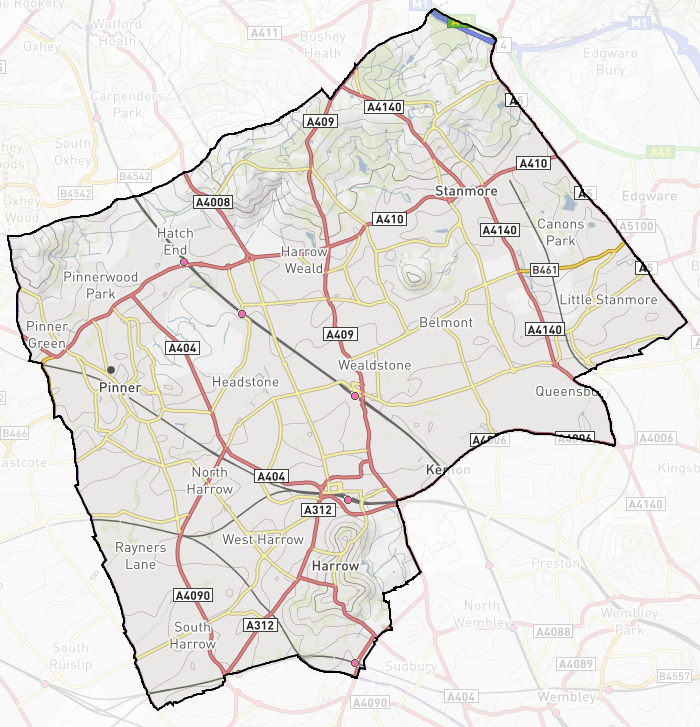 Rookery
Watford
Heath
A411
Bushey
Heath
M1
4
M1
Oxhey
Edgware
Bury
A4140
A5
Carpenders
Park
A409
South
Oxhey
A41
A410
B4542
B4542
Stanmore
A5
Edgware
Oxhey
Wood
A4008
A410
A4140
Canons
Park
A5100
Hatch
End
Harrow
Weald
B461
A5
Pinnerwood
Park
Little Stanmore
Pinner
Green
A409
Belmont
A4140
A404
Wealdstone
Pinner
Headstone
Queensbury
B466
A4006
A4006
A4006
Eastcote
Kenton
Kingsb
North
Harrow
A404
A4140
A312
West Harrow
Rayners
Lane
Harrow
Preston
A4090
North
Wembley
Wembley
Park
South
Harrow
A312
A4088
South
Ruislip
Sudbury
A4089
B4557
A4090
A404
Wembley